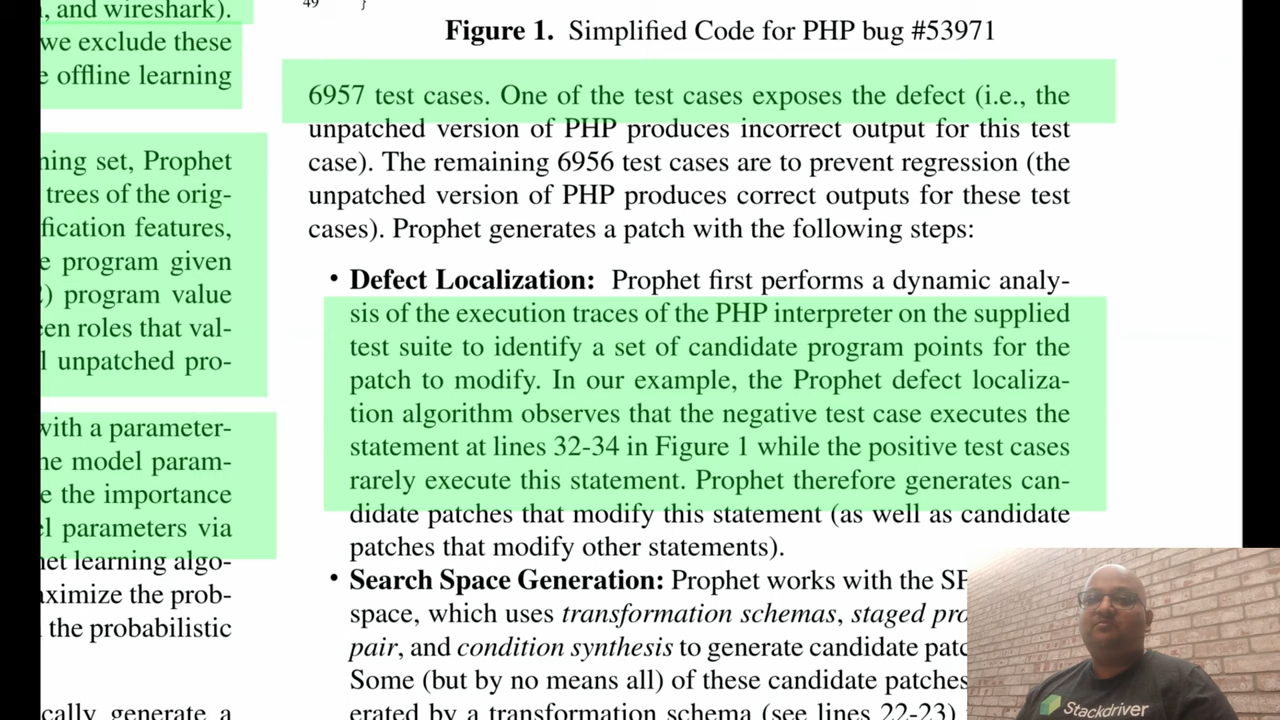 , and wireshark).
we exclude these
offline learning
ning set, Prophet
trees of the orig-
fication features,
program given
) program value
en roles that val-
unpatched pro-
with a parameter-
model param-
the importance
parameters via
learning algo-
the prob-
the probabilistic
generate a
49 }
Figure 1. Simplified Code for PHP bug #53971
6957 test cases. One of the test cases exposes the defect (i.e., the
unpatched version of PHP produces incorrect output for this test
case). The remaining 6956 test cases are to prevent regression (the
unpatched version of PHP produces correct outputs for these test
cases). Prophet generates a patch with the following steps:
• Defect Localization: Prophet first performs a dynamic analy-
sis of the execution traces of the PHP interpreter on the supplied
test suite to identify a set of candidate program points for the
patch to modify. In our example, the Prophet defect localiza-
tion algorithm observes that the negative test case executes the
statement at lines 32-34 in Figure 1 while the positive test cases
rarely execute this statement. Prophet therefore generates can-
didate patches that modify this statement (as well as candidate
patches that modify other statements).
• Search Space Generation: Prophet works with the SP
space, which uses transformation schemas, staged pro
pair, and condition synthesis to generate candidate patc
Some (but by no means all) of these candidate patches
erated by a transformation schema (see lines 22-23)
Stackdriver